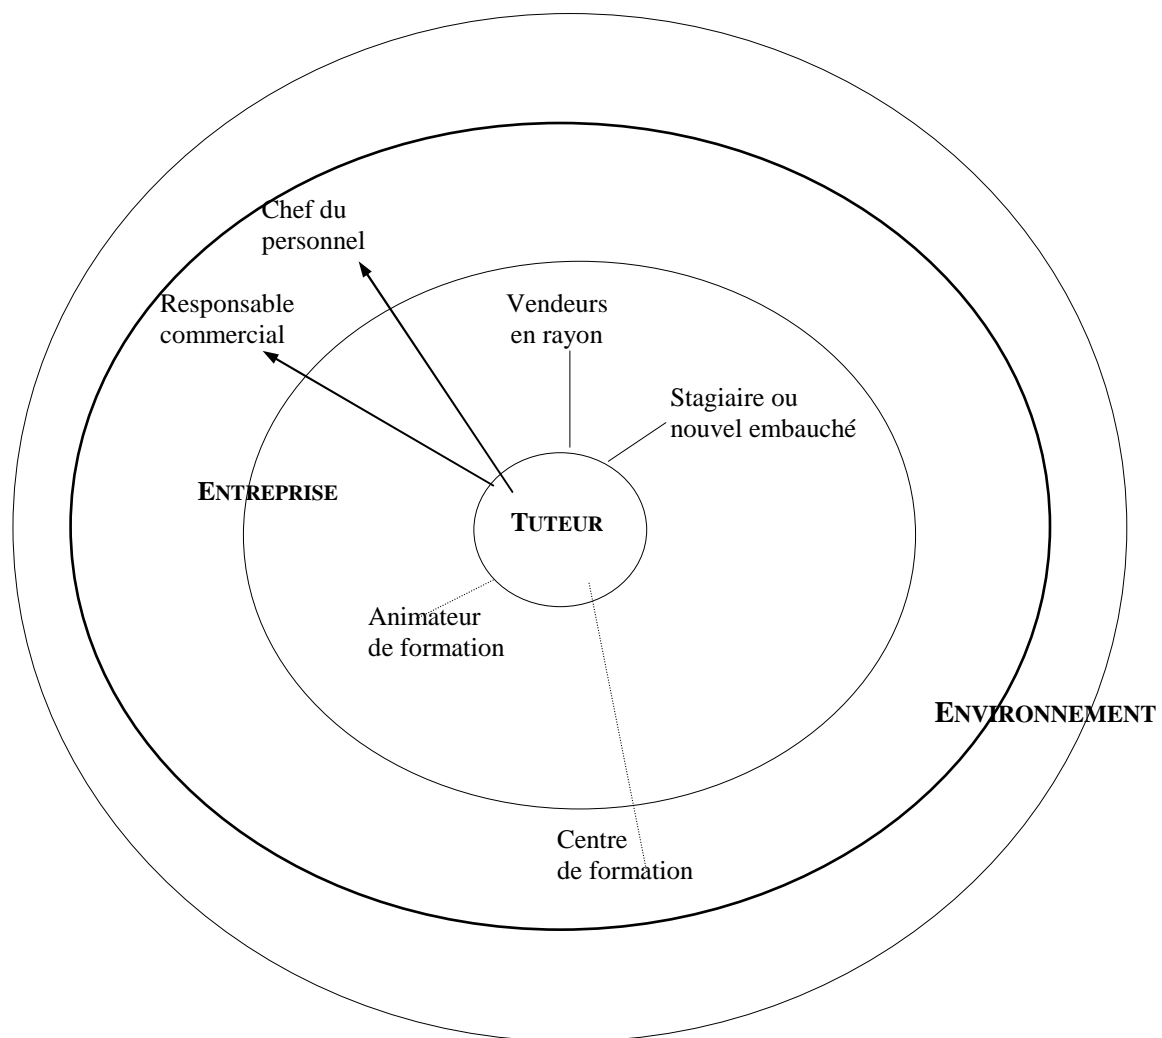 Chef du
personnel
Responsable
commercial
Vendeurs
en rayon
Stagiaire ou
nouvel embauché
ENTREPRISE
TUTEUR
Animateur
de formation
ENVIRONNEMENT
Centre
de formation